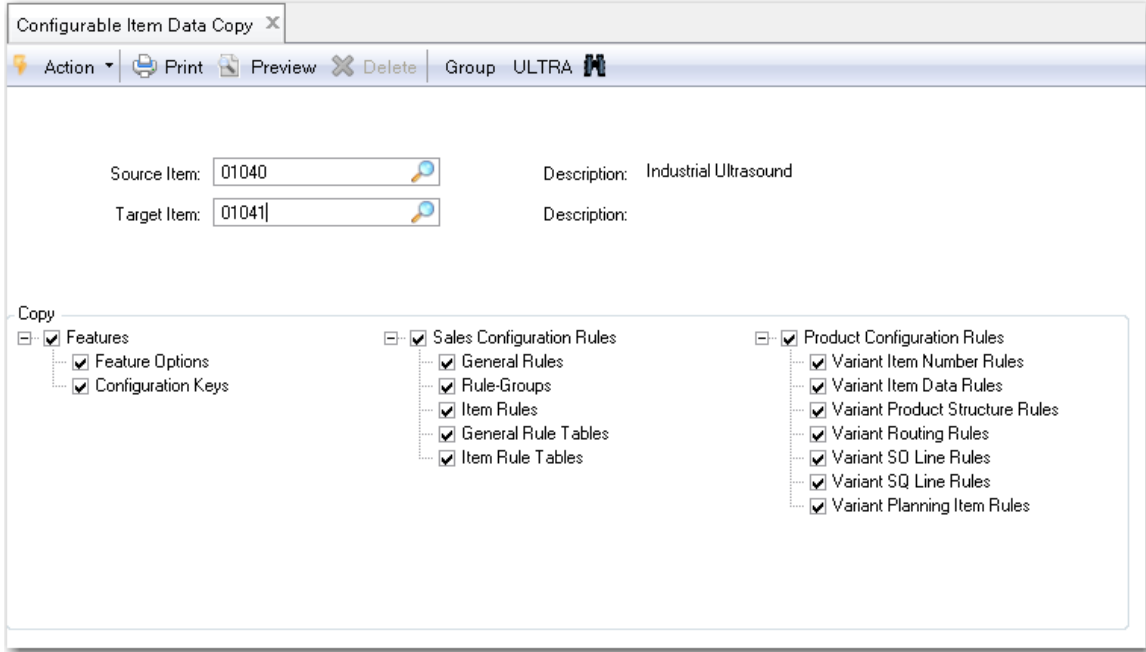 Configurable Item Data Copy
Action Print Preview Delete Group ULTRA
Source Item: 01040 Description: Industrial Ultrasound
Target Item: 01041 Description:
Copy
Features
Feature Options
Configuration Keys
Sales Configuration Rules
General Rules
Rule-Groups
Item Rules
General Rule Tables
Item Rule Tables
Product Configuration Rules
Variant Item Number Rules
Variant Item Data Rules
Variant Product Structure Rules
Variant Routing Rules
Variant SO Line Rules
Variant SQ Line Rules
Variant Planning Item Rules